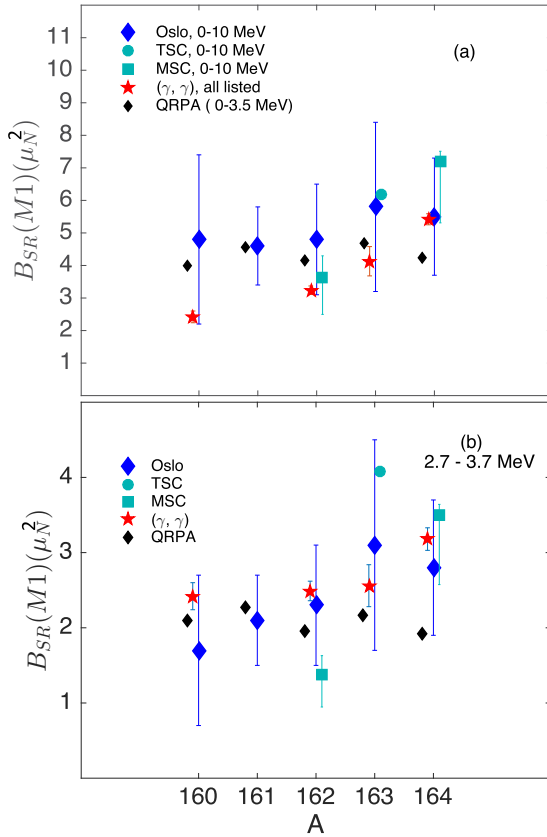 11
10
9
8
7
6
5
4
3
2
1
B_SR(M1)(μ_N^2)
Oslo, 0-10 MeV
TSC, 0-10 MeV
MSC, 0-10 MeV
(γ, γ), all listed
QRPA ( 0-3.5 MeV)
(a)
4
3
2
1
B_SR(M1)(μ_N^2)
Oslo
TSC
MSC
(γ, γ)
QRPA
(b)
2.7 - 3.7 MeV
160 161 162 163 164
A